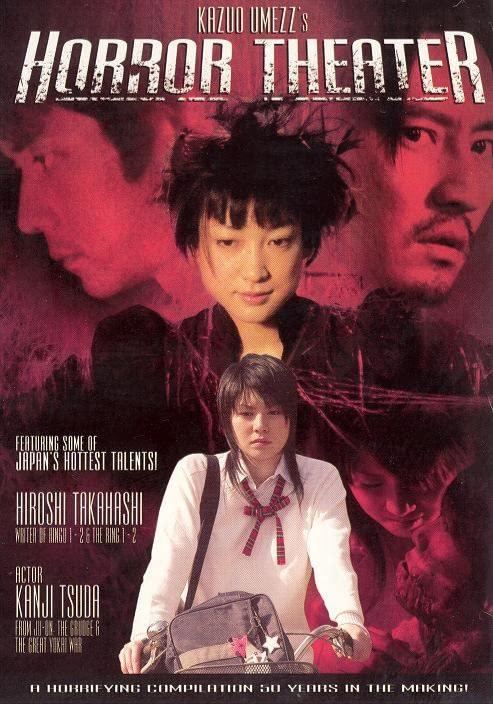 KAZUO UMEZZ's
HORROR THEATER
FEATURING SOME OF
JAPAN'S HOTTEST TALENTS!
HIROSHI TAKAHASHI
WRITER OF RINGU 1 - 2 & THE RING 1 - 2
ACTOR
KANJI TSUDA
FROM JU-ON: THE GRUDGE &
THE GREAT YOKAI WAR
A HORRIFYING COMPILATION 50 YEARS IN THE MAKING!